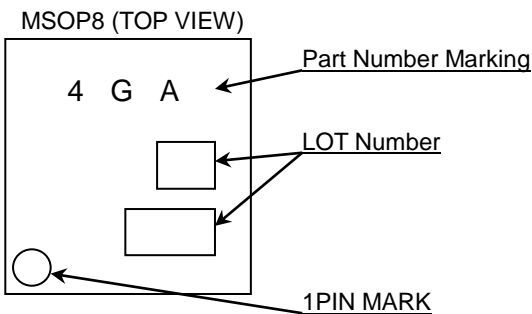 MSOP8 (TOP VIEW)
Part Number Marking
4 G A
LOT Number
1PIN MARK